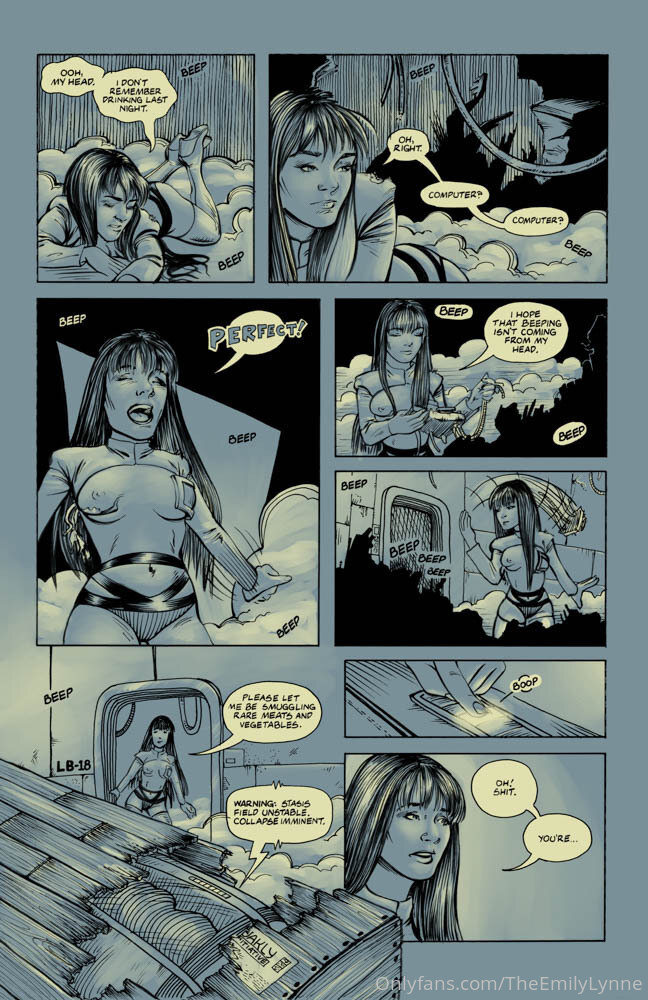 OOH,
MY HEAD.
I DON'T
REMEMBER
DRINKING LAST
NIGHT.
BEEP
BEEP
BEEP
OH,
RIGHT.
COMPUTER?
COMPUTER?
BEEP
BEEP
PERFECT!
BEEP
BEEP
BEEP
I HOPE
THAT BEEPING
ISN'T COMING
FROM MY
HEAD.
BEEP
BEEP
BEEP
BEEP
BEEP
BEEP
LB-18
PLEASE LET
ME BE SMUGGLING
RARE MEATS AND
VEGETABLES.
WARNING: STASIS
FIELD UNSTABLE.
COLLAPSE IMMINENT.
INITIATIVE
BOOP
OH!
SHIT.
YOU'RE...
Onlyfans.com/TheEmilyLynne